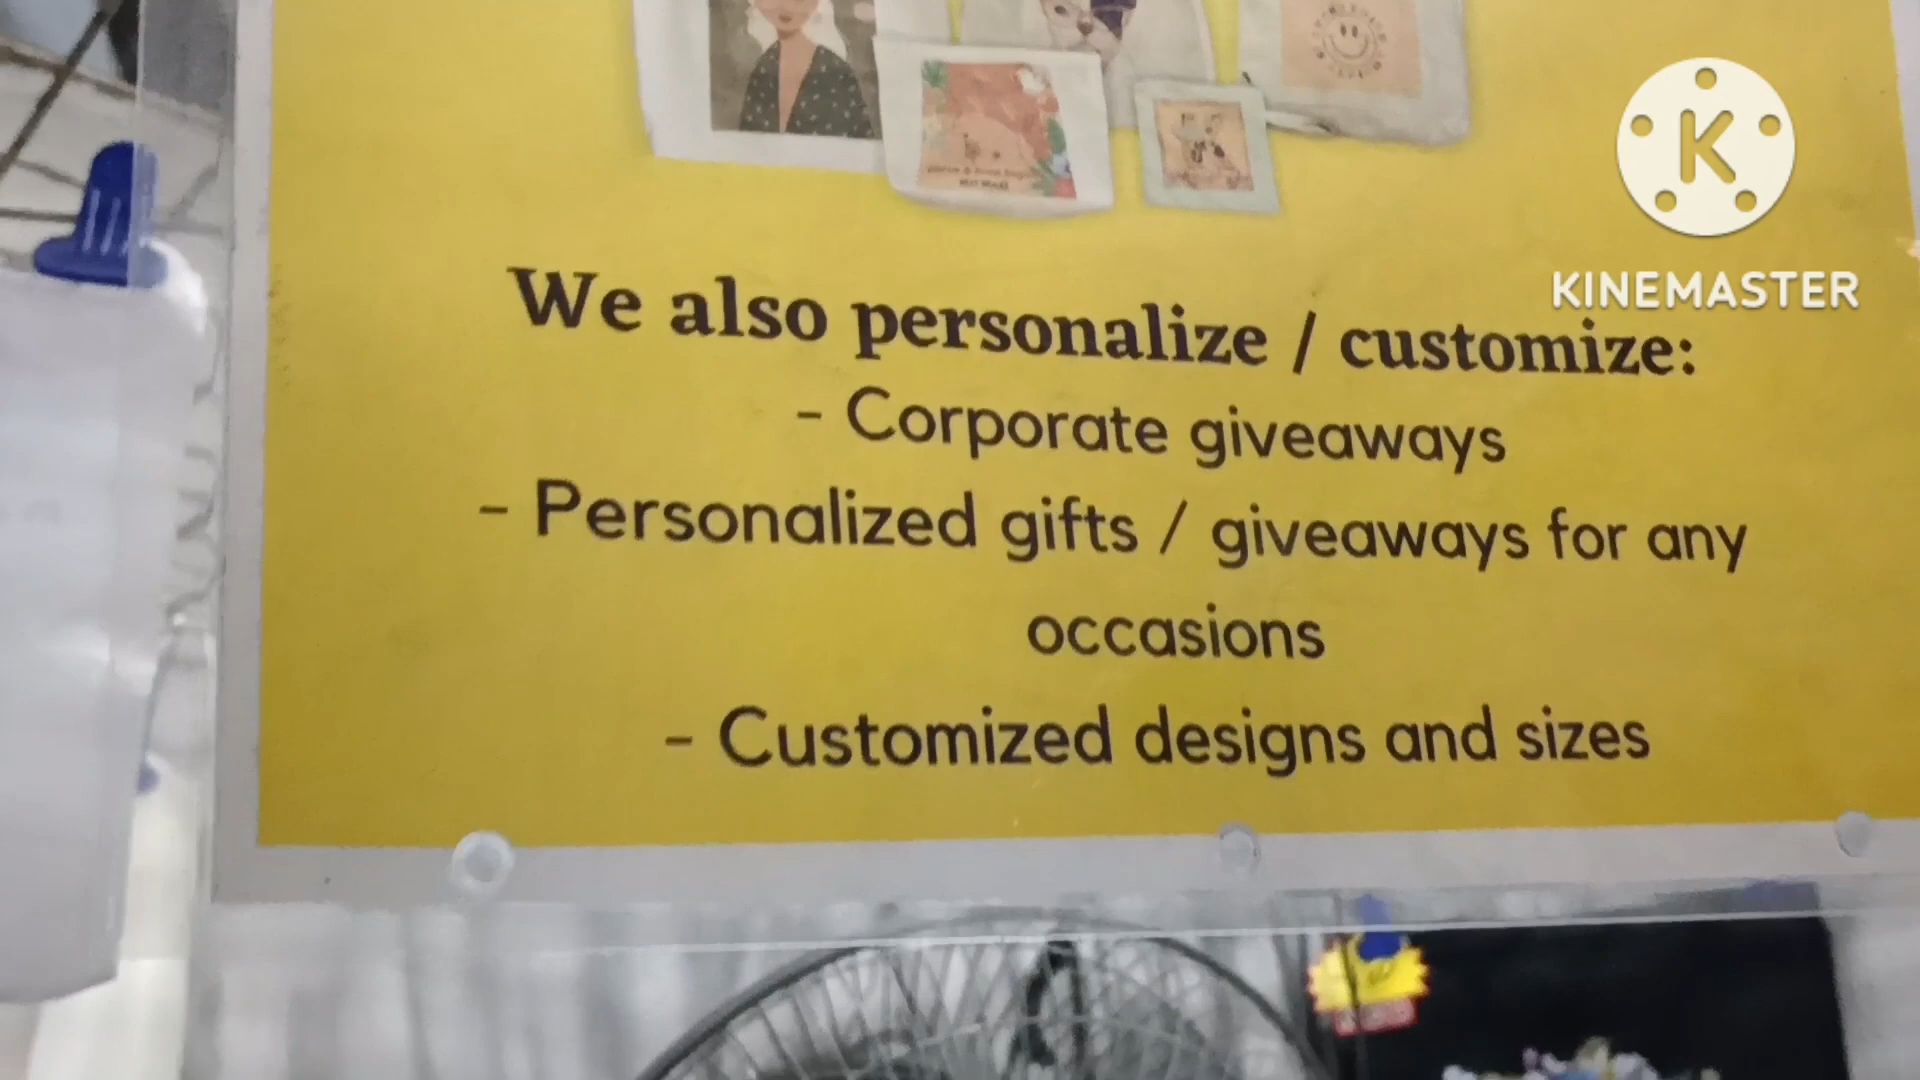 K
KINEMASTER
We also personalize / customize:
- Corporate giveaways
- Personalized gifts / giveaways for any
occasions
- Customized designs and sizes